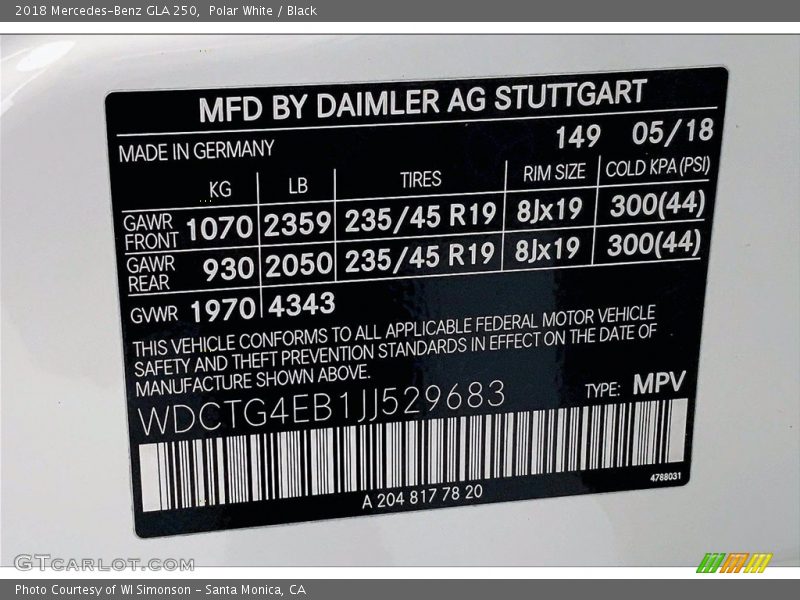 2018 Mercedes-Benz GLA 250,  Polar White / Black
MFD BY DAIMLER AG STUTTGART
MADE IN GERMANY 149 05/18
KG LB TIRES RIM SIZE COLD KPA (PSI)
GAWR FRONT 1070 2359 235/45 R19 8Jx19 300(44)
GAWR REAR 930 2050 235/45 R19 8Jx19 300(44)
GVWR 1970 4343
THIS VEHICLE CONFORMS TO ALL APPLICABLE FEDERAL MOTOR VEHICLE
SAFETY AND THEFT PREVENTION STANDARDS IN EFFECT ON THE DATE OF
MANUFACTURE SHOWN ABOVE.
WDCTG4EB1JJ529683 TYPE: MPV
A 204 817 78 20 4788031
GTCARLOT.COM
Photo Courtesy of WI Simonson - Santa Monica, CA